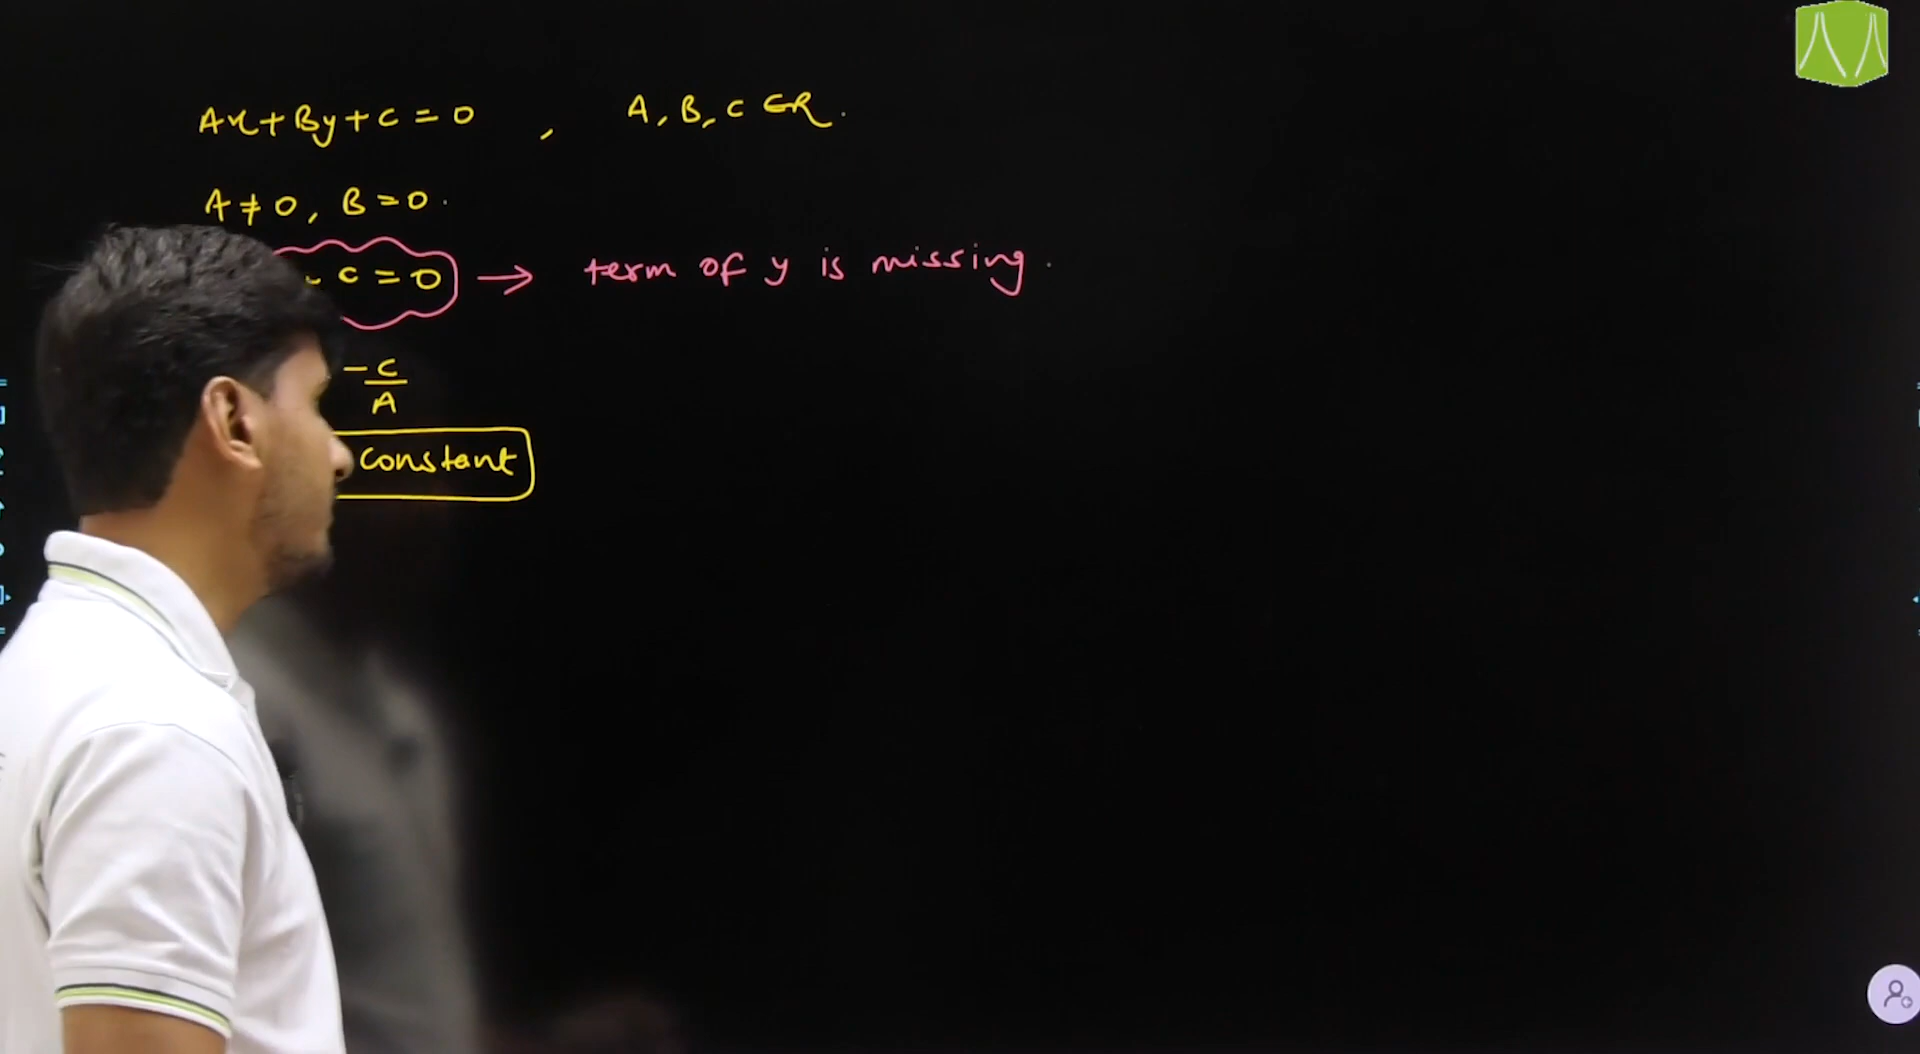 Ax + By + C = 0 , A, B, C ∈ R.
A ≠ 0, B = 0.
C = 0 → term of y is missing.
-C/A
constant